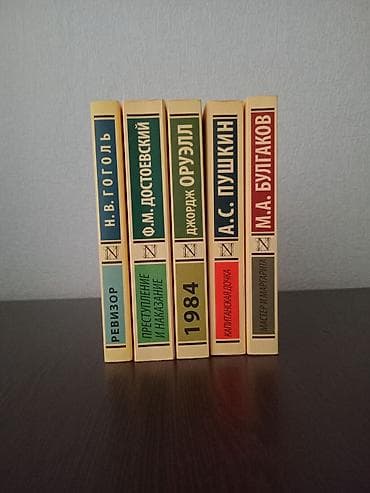 Н. В. ГОГОЛЬ
РЕВИЗОР
Ф.М. ДОСТОЕВСКИЙ
ПРЕСТУПЛЕНИЕ
И НАКАЗАНИЕ
ДЖОРДЖ ОРУЭЛЛ
1984
А.С. ПУШКИН
КАПИТАНСКАЯ ДОЧКА
М.А. БУЛГАКОВ
МАСТЕР И МАРГАРИТА